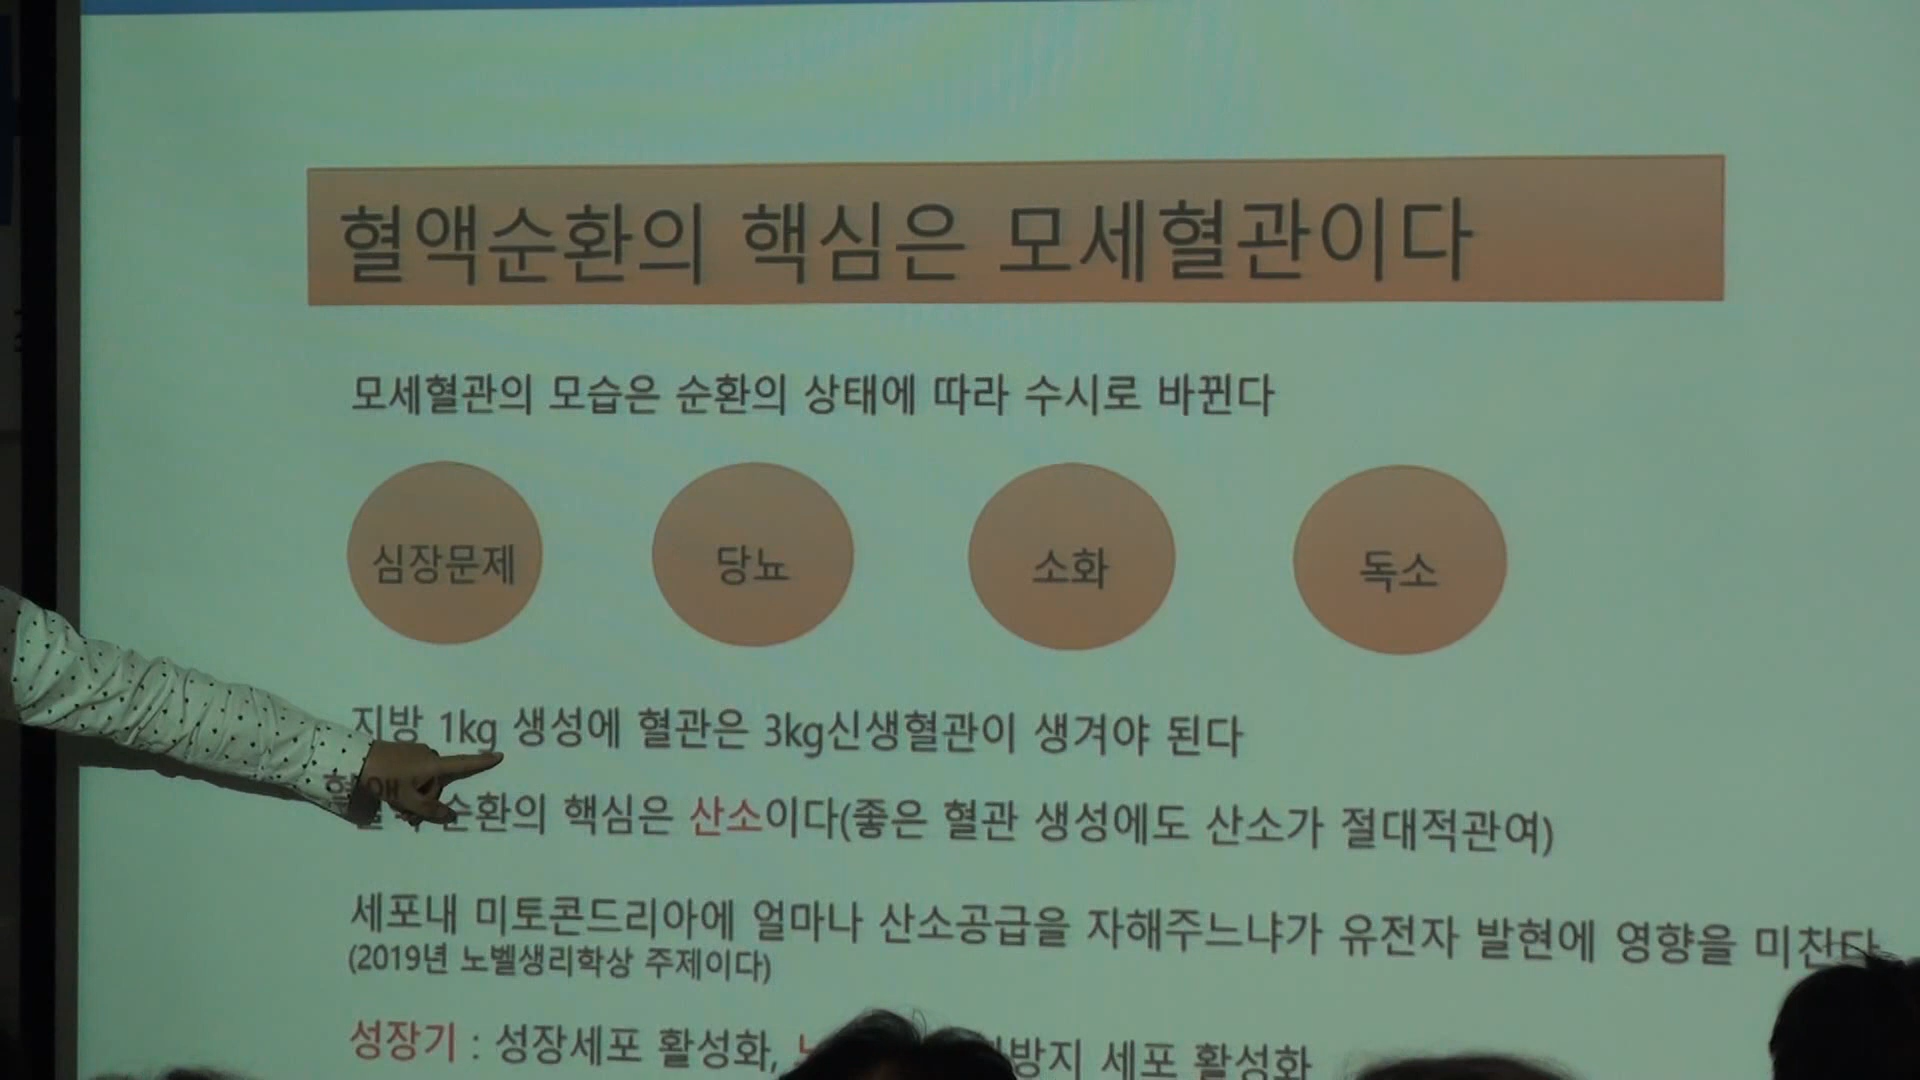 혈액순환의 핵심은 모세혈관이다
모세혈관의 모습은 순환의 상태에 따라 수시로 바뀐다
심장문제
당뇨
소화
독소
지방 1kg 생성에 혈관은 3kg신생혈관이 생겨야 된다
혈액순환의 핵심은 산소이다(좋은 혈관 생성에도 산소가 절대적관여)
세포내 미토콘드리아에 얼마나 산소공급을 자해주느냐가 유전자 발현에 영향을 미친다
(2019년 노벨생리학상 주제이다)
성장기 : 성장세포 활성화, 방지 세포 활성화